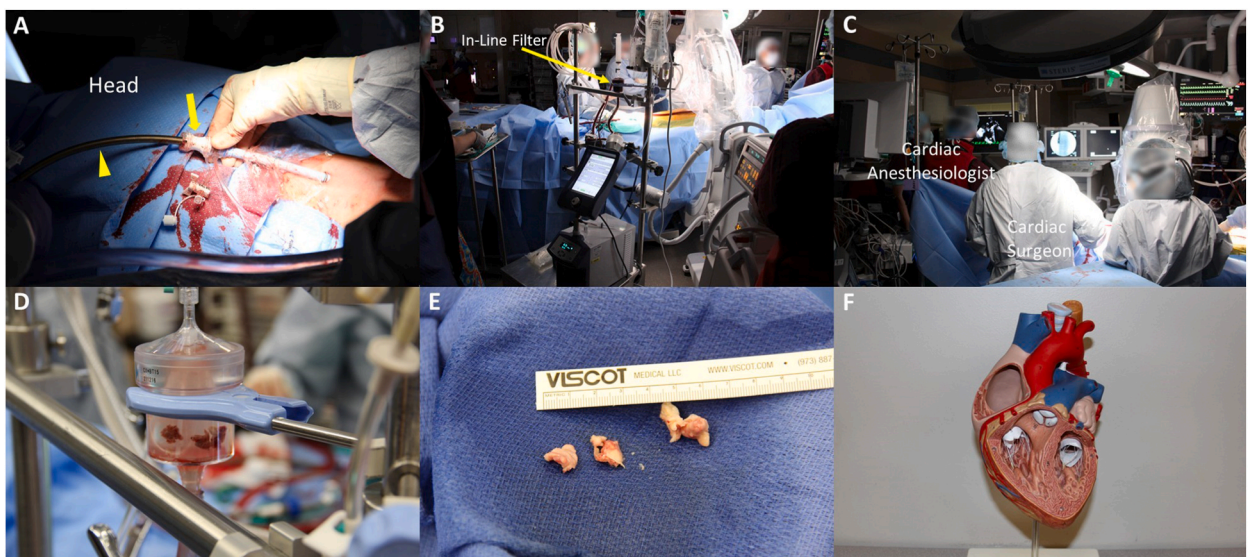 A
Head
B
In-Line Filter
C
Cardiac
Anesthesiologist
Cardiac
Surgeon
D
E
VISCOT MEDICAL LLC WWW.VISCOT.COM • (973) 887
F